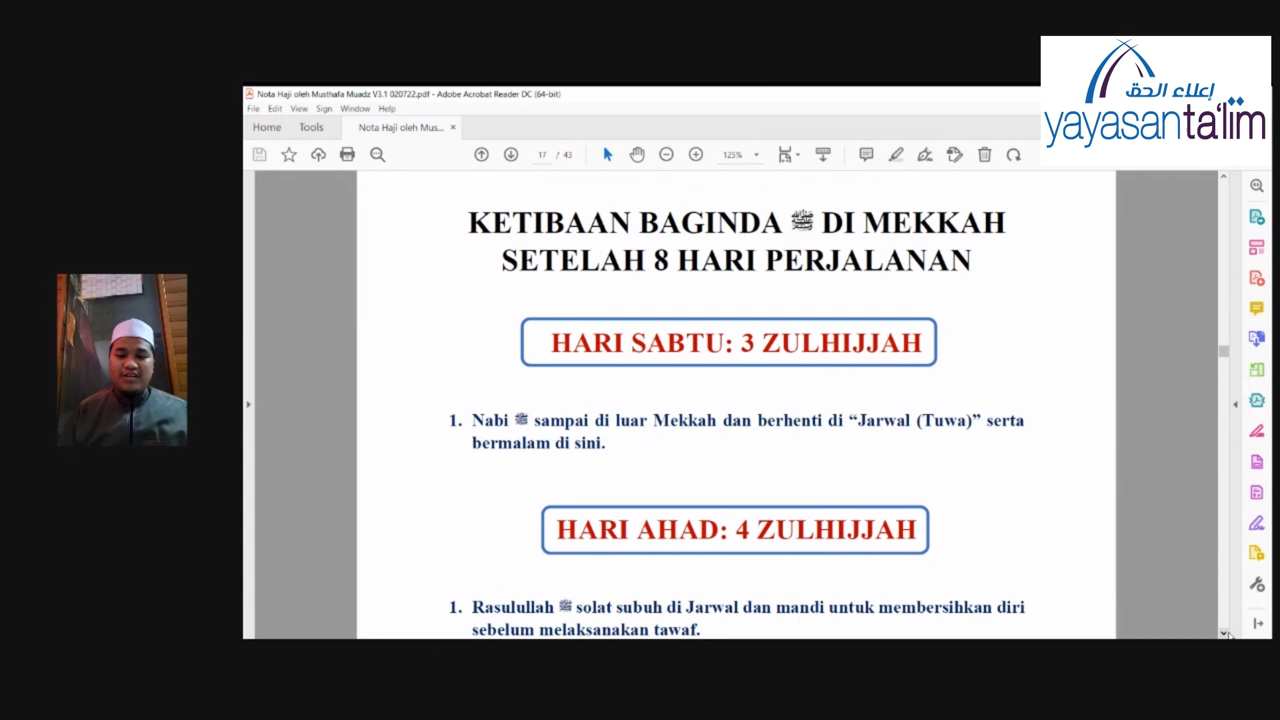 إعلاء الحق
yayasanta'lim
Nota Haji oleh Musthafa Muadz V3.1 020722.pdf - Adobe Acrobat Reader DC (64-bit)
File Edit View Sign Window Help
Home Tools Nota Haji oleh Mus... ×
17 / 43 125%
KETIBAAN BAGINDA ﷺ DI MEKKAH
SETELAH 8 HARI PERJALANAN
HARI SABTU: 3 ZULHIJJAH
1. Nabi ﷺ sampai di luar Mekkah dan berhenti di “Jarwal (Tuwa)” serta
bermalam di sini.
HARI AHAD: 4 ZULHIJJAH
1. Rasulullah ﷺ solat subuh di Jarwal dan mandi untuk membersihkan diri
sebelum melaksanakan tawaf.